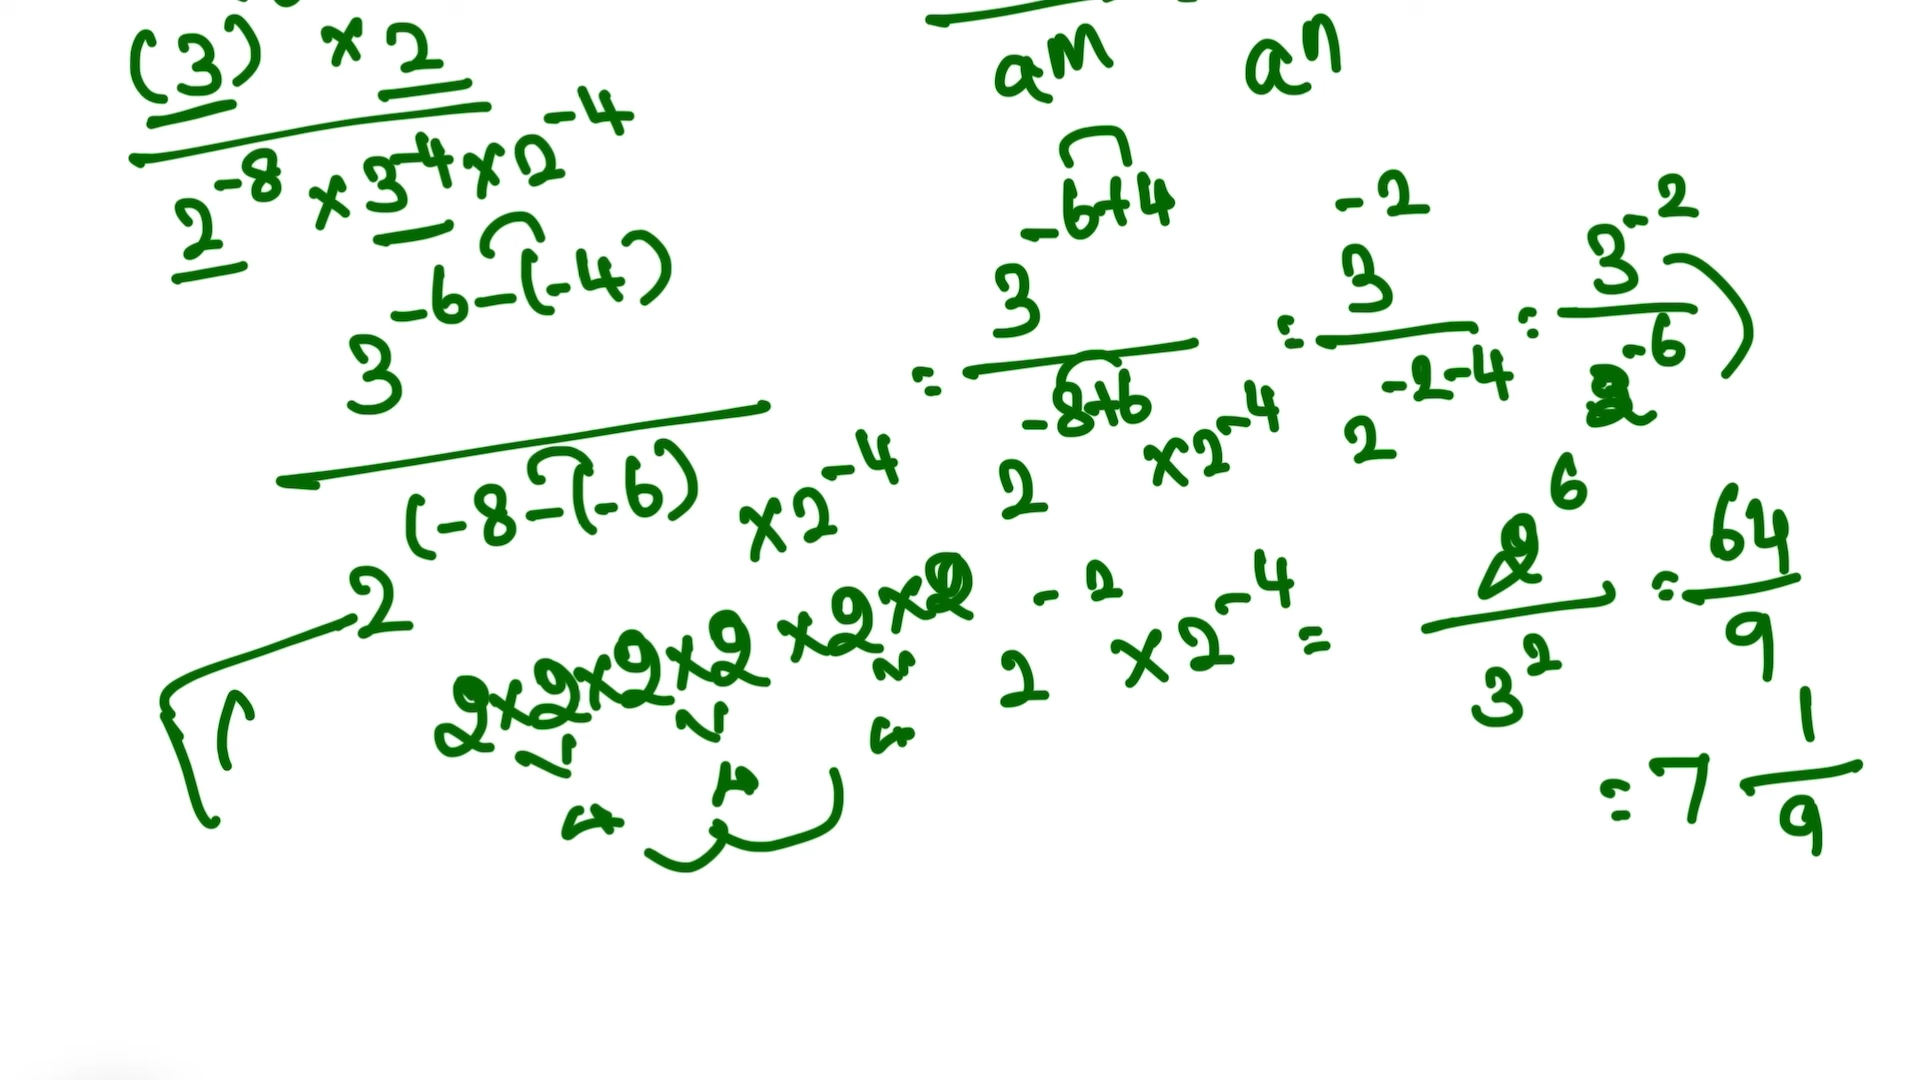 (3) × 2
2^-8 × 3^-4 × 2^-4
a^m a^n
3^-6-(-4)
2^(-8-(-6) × 2^-4
= 3^-6+4 / 2^-8+6 × 2^-4
= 3^-2 / 2^-2-4
= 3^-2 / 2^-6
2×2×2×2×2×2
2^-2 × 2^-4 =
2^6 / 3^2 = 64 / 9
= 7 1/9